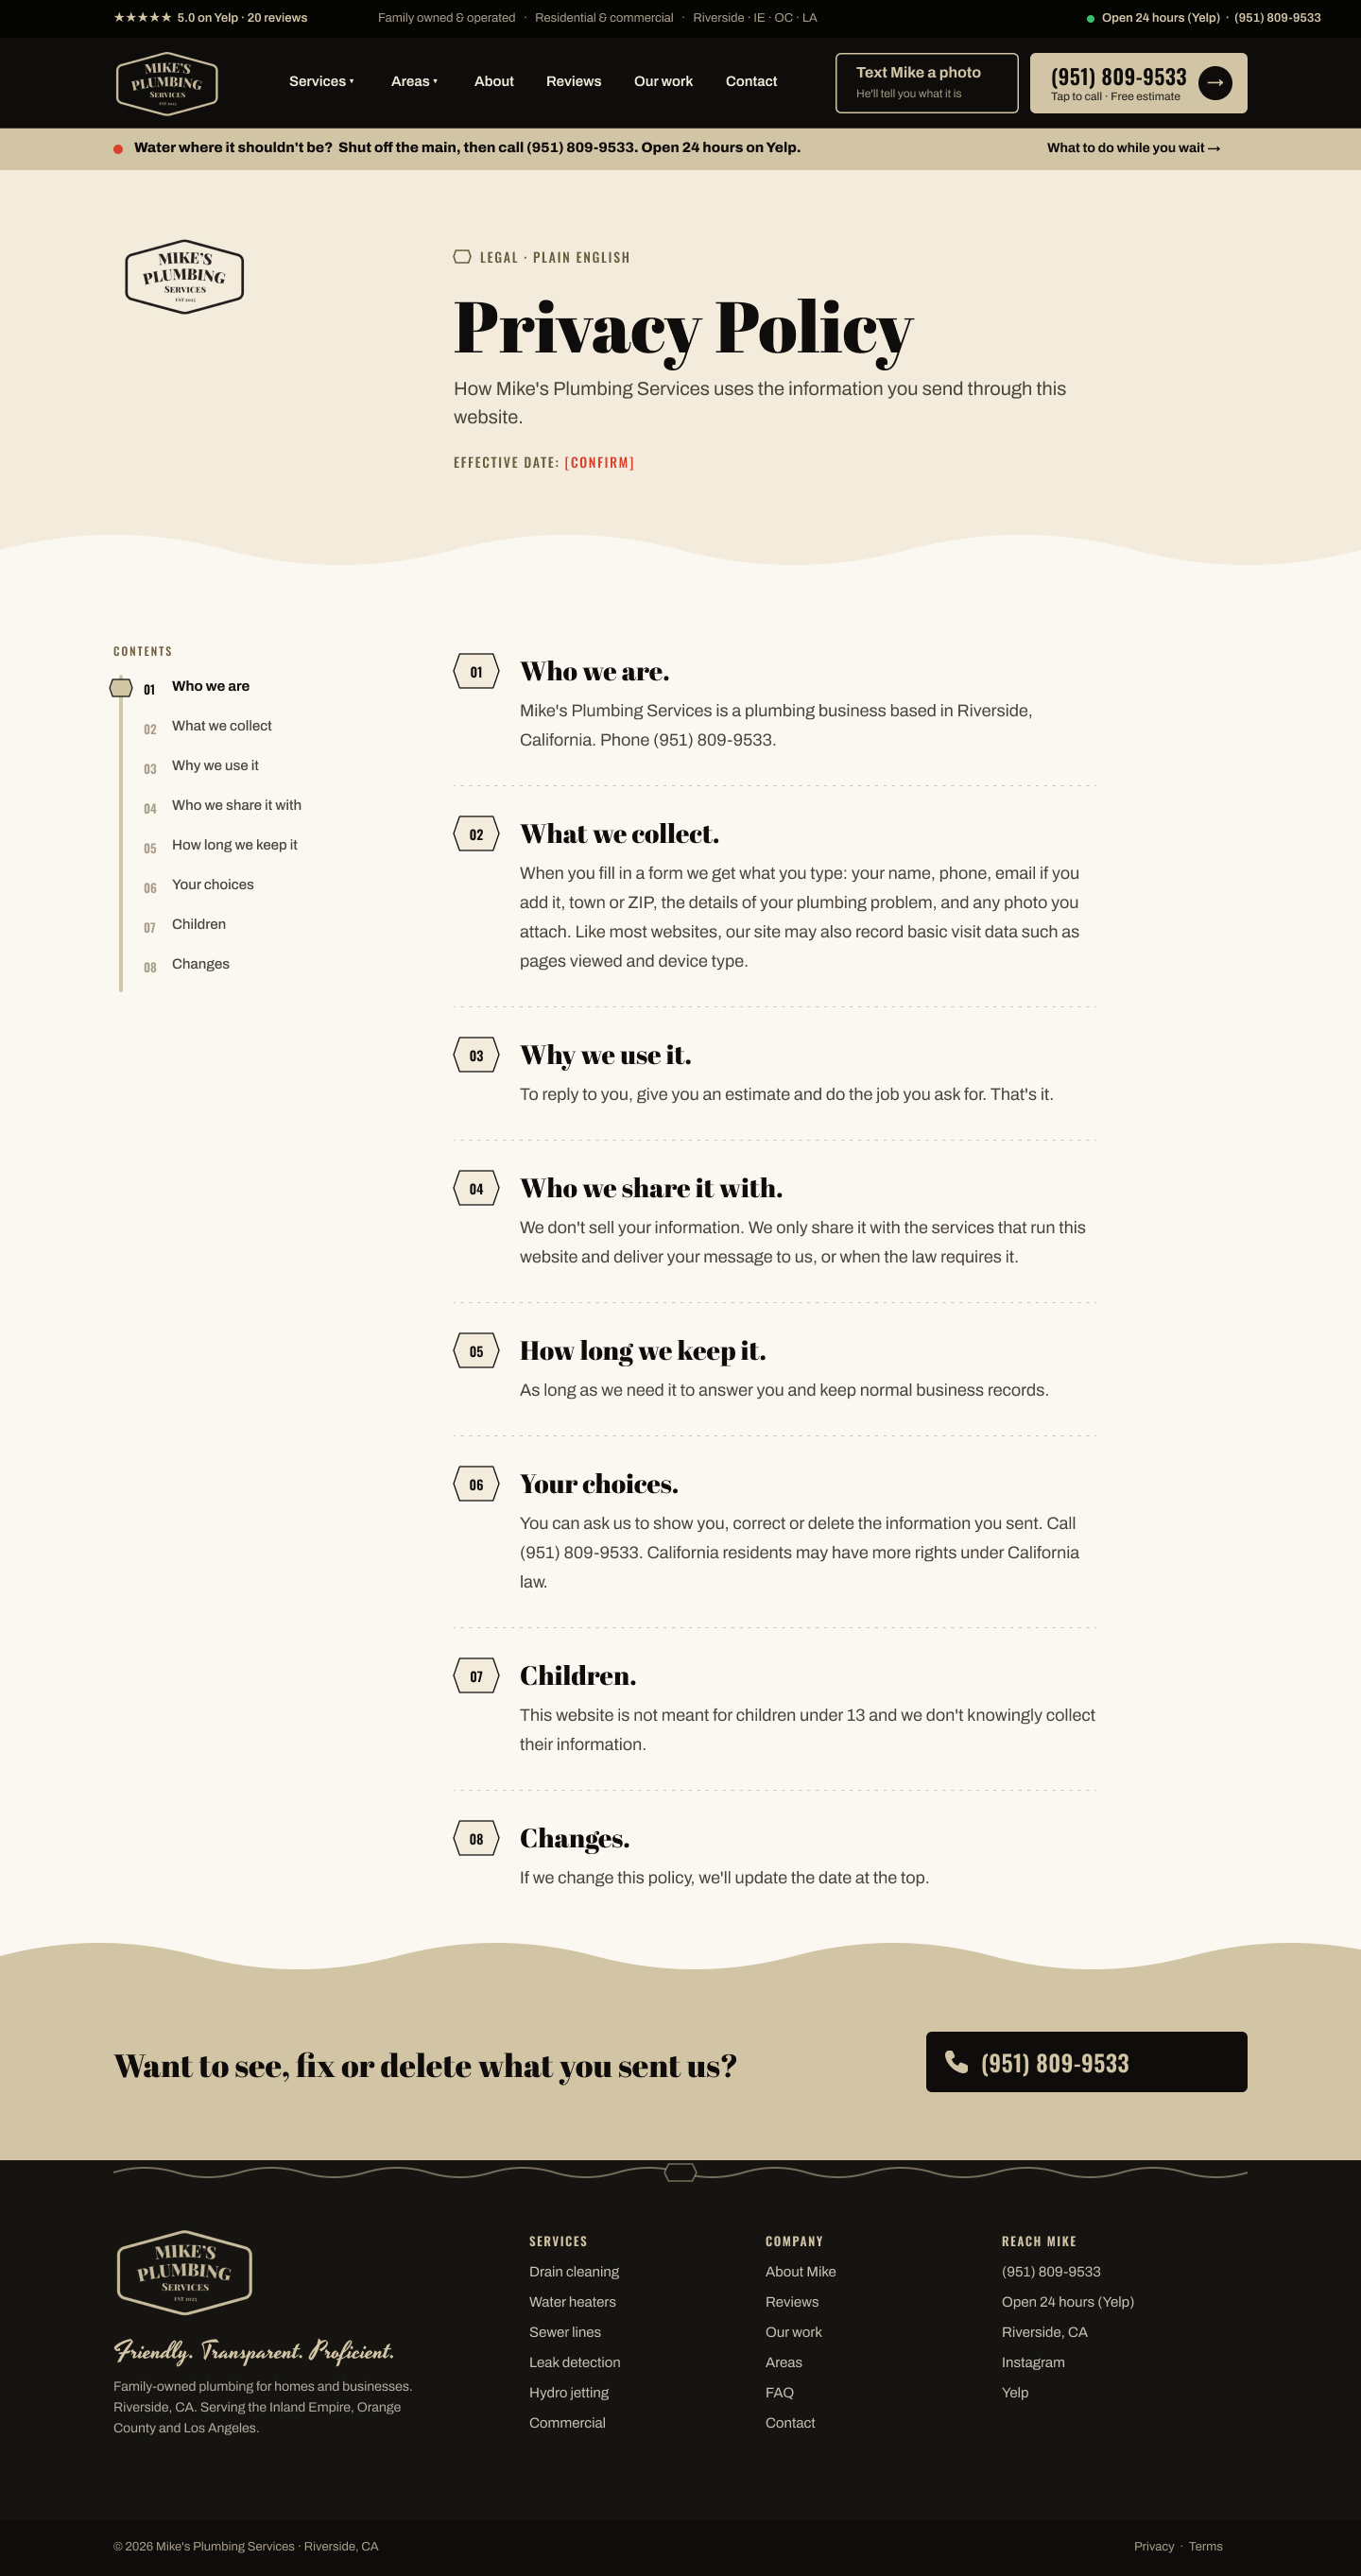 ★★★★★ 5.0 on Yelp · 20 reviews
Family owned & operated · Residential & commercial · Riverside · IE · OC · LA
Open 24 hours (Yelp) · (951) 809-9533
MIKE'S
PLUMBING
SERVICES
EST 2025
Services ▾
Areas ▾
About
Reviews
Our work
Contact
Text Mike a photo
He'll tell you what it is
(951) 809-9533
Tap to call · Free estimate
→
Water where it shouldn't be? Shut off the main, then call (951) 809-9533. Open 24 hours on Yelp.
What to do while you wait →
MIKE'S
PLUMBING
SERVICES
EST 2025
LEGAL · PLAIN ENGLISH
Privacy Policy
How Mike's Plumbing Services uses the information you send through this
website.
EFFECTIVE DATE: [CONFIRM]
CONTENTS
01 Who we are
02 What we collect
03 Why we use it
04 Who we share it with
05 How long we keep it
06 Your choices
07 Children
08 Changes
01 Who we are.
Mike's Plumbing Services is a plumbing business based in Riverside,
California. Phone (951) 809-9533.
02 What we collect.
When you fill in a form we get what you type: your name, phone, email if you
add it, town or ZIP, the details of your plumbing problem, and any photo you
attach. Like most websites, our site may also record basic visit data such as
pages viewed and device type.
03 Why we use it.
To reply to you, give you an estimate and do the job you ask for. That's it.
04 Who we share it with.
We don't sell your information. We only share it with the services that run this
website and deliver your message to us, or when the law requires it.
05 How long we keep it.
As long as we need it to answer you and keep normal business records.
06 Your choices.
You can ask us to show you, correct or delete the information you sent. Call
(951) 809-9533. California residents may have more rights under California
law.
07 Children.
This website is not meant for children under 13 and we don't knowingly collect
their information.
08 Changes.
If we change this policy, we'll update the date at the top.
Want to see, fix or delete what you sent us?
(951) 809-9533
MIKE'S
PLUMBING
SERVICES
EST 2025
Friendly. Transparent. Proficient.
Family-owned plumbing for homes and businesses.
Riverside, CA. Serving the Inland Empire, Orange
County and Los Angeles.
SERVICES
Drain cleaning
Water heaters
Sewer lines
Leak detection
Hydro jetting
Commercial
COMPANY
About Mike
Reviews
Our work
Areas
FAQ
Contact
REACH MIKE
(951) 809-9533
Open 24 hours (Yelp)
Riverside, CA
Instagram
Yelp
© 2026 Mike's Plumbing Services · Riverside, CA
Privacy · Terms